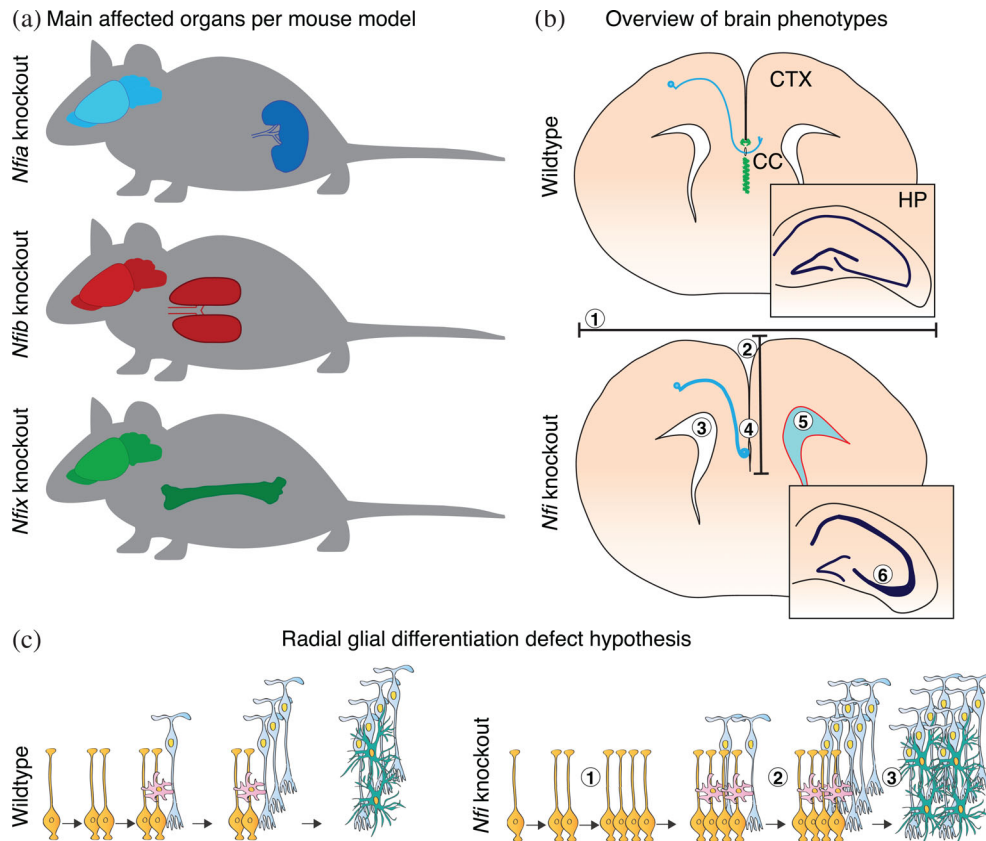 (a) Main affected organs per mouse model
Nfia knockout
Nfib knockout
Nfix knockout
(b) Overview of brain phenotypes
Wildtype
CTX
CC
HP
Nfi knockout
1
2
3
4
5
6
(c) Radial glial differentiation defect hypothesis
Wildtype
Nfi knockout
1
2
3